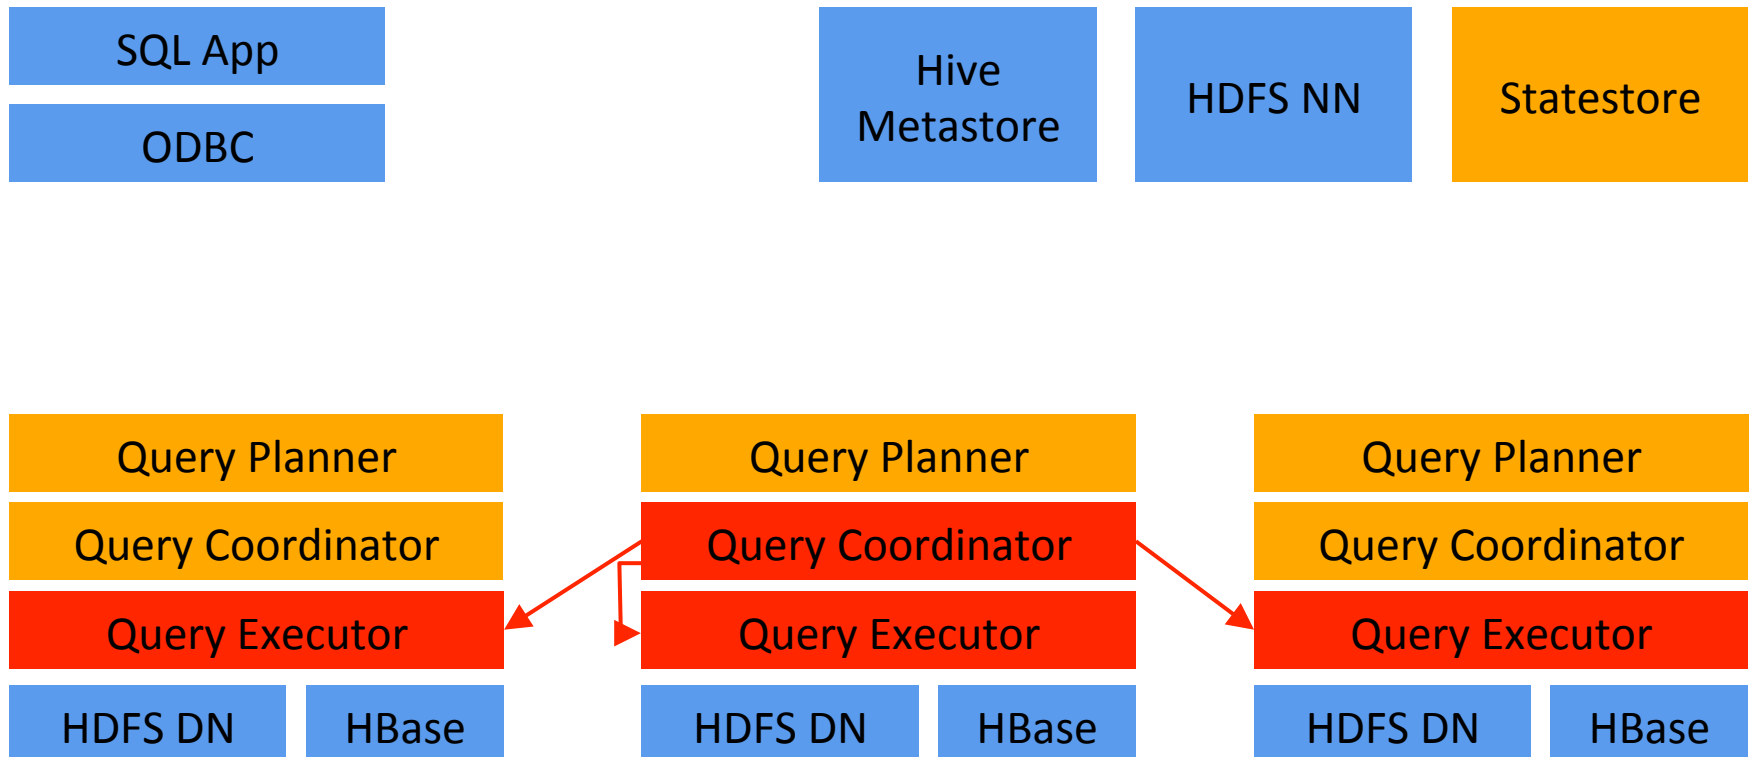 SQL App
ODBC
Hive
Metastore
HDFS NN
Statestore
Query Planner
Query Coordinator
Query Executor
HDFS DN
HBase
Query Planner
Query Coordinator
Query Executor
HDFS DN
HBase
Query Planner
Query Coordinator
Query Executor
HDFS DN
HBase